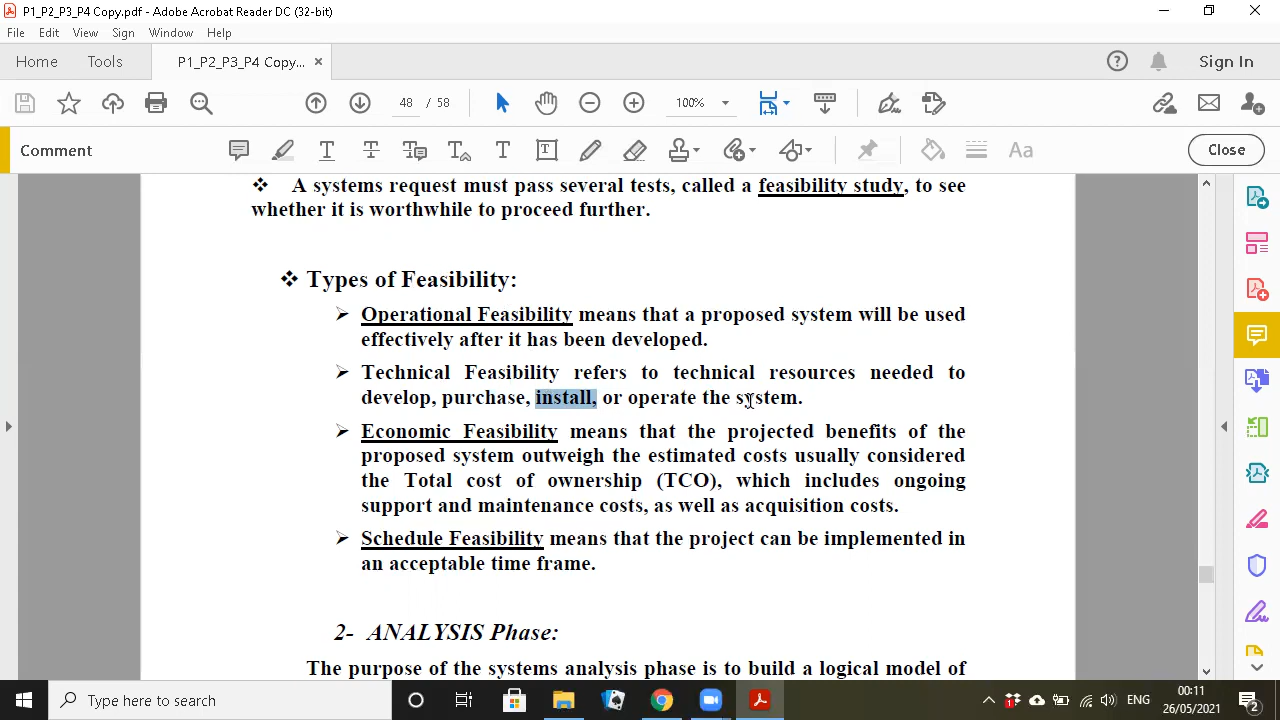 P1_P2_P3_P4 Copy.pdf - Adobe Acrobat Reader DC (32-bit)
File Edit View Sign Window Help
Home Tools P1_P2_P3_P4 Copy... × Sign In
48 / 58 100%
Comment Close
❖ A systems request must pass several tests, called a feasibility study, to see
whether it is worthwhile to proceed further.
❖ Types of Feasibility:
➢ Operational Feasibility means that a proposed system will be used
effectively after it has been developed.
➢ Technical Feasibility refers to technical resources needed to
develop, purchase, install, or operate the system.
➢ Economic Feasibility means that the projected benefits of the
proposed system outweigh the estimated costs usually considered
the Total cost of ownership (TCO), which includes ongoing
support and maintenance costs, as well as acquisition costs.
➢ Schedule Feasibility means that the project can be implemented in
an acceptable time frame.
2- ANALYSIS Phase:
The purpose of the systems analysis phase is to build a logical model of
Type here to search
ENG
00:11
26/05/2021
2